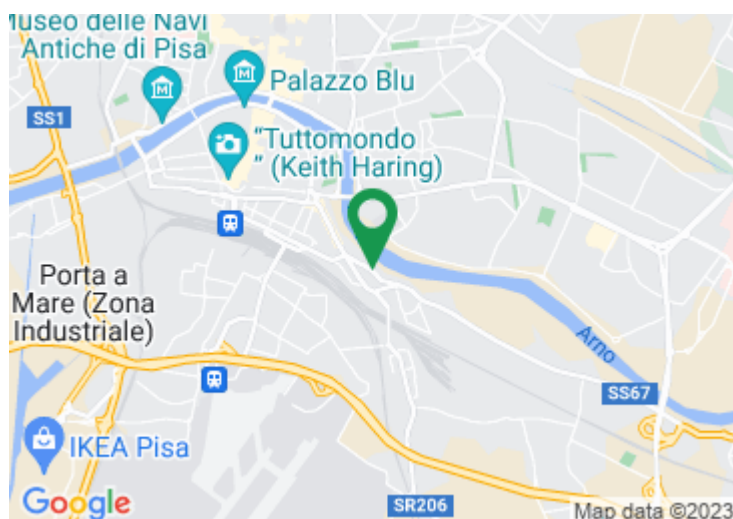 Museo delle Navi
Antiche di Pisa
Palazzo Blu
SS1
"Tuttomondo
" (Keith Haring)
Porta a
Mare (Zona
Industriale)
Arno
SS67
IKEA Pisa
Google
SR206
Map data ©2023